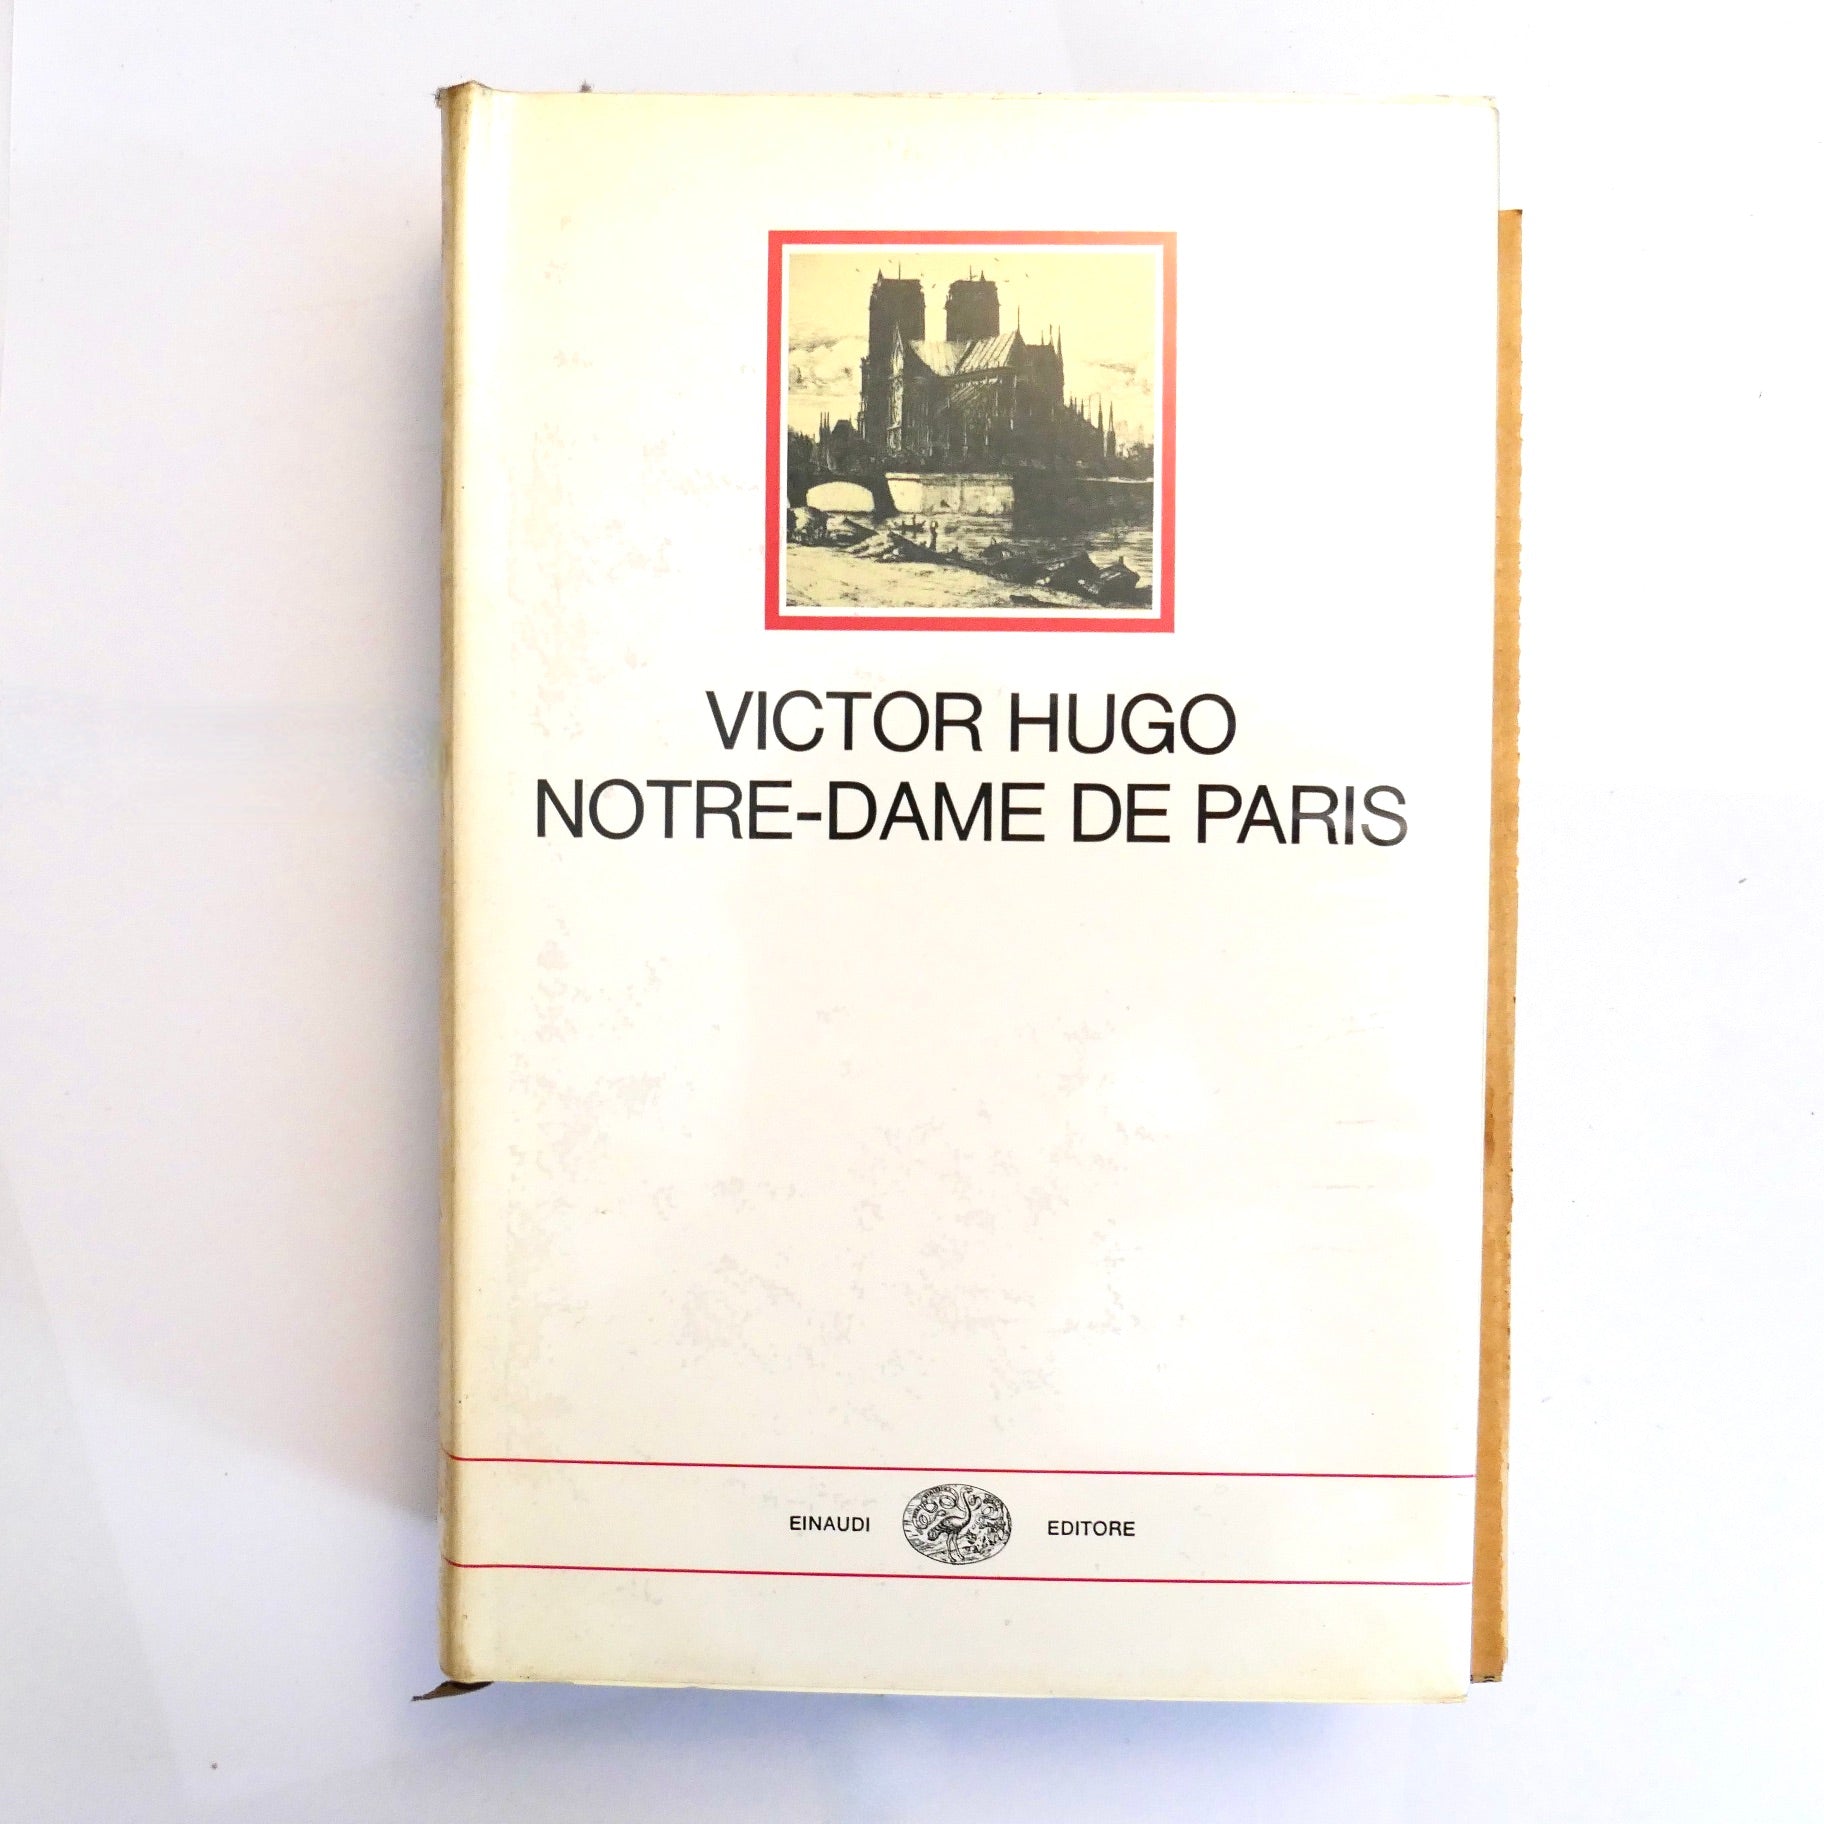 VICTOR HUGO
NOTRE-DAME DE PARIS
EINAUDI EDITORE